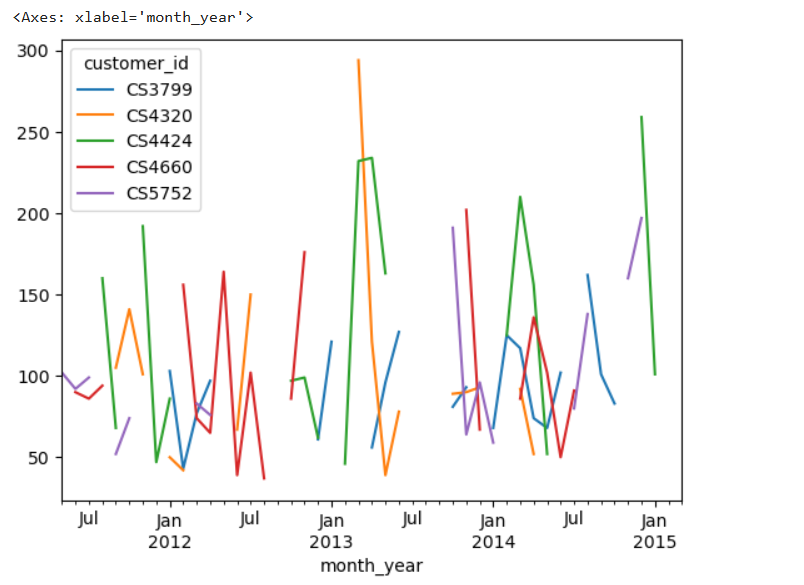 <Axes: xlabel='month_year'>
300
250
200
150
100
50
customer_id
CS3799
CS4320
CS4424
CS4660
CS5752
Jul
Jan
2012
Jul
Jan
2013
Jul
Jan
2014
Jul
Jan
2015
month_year